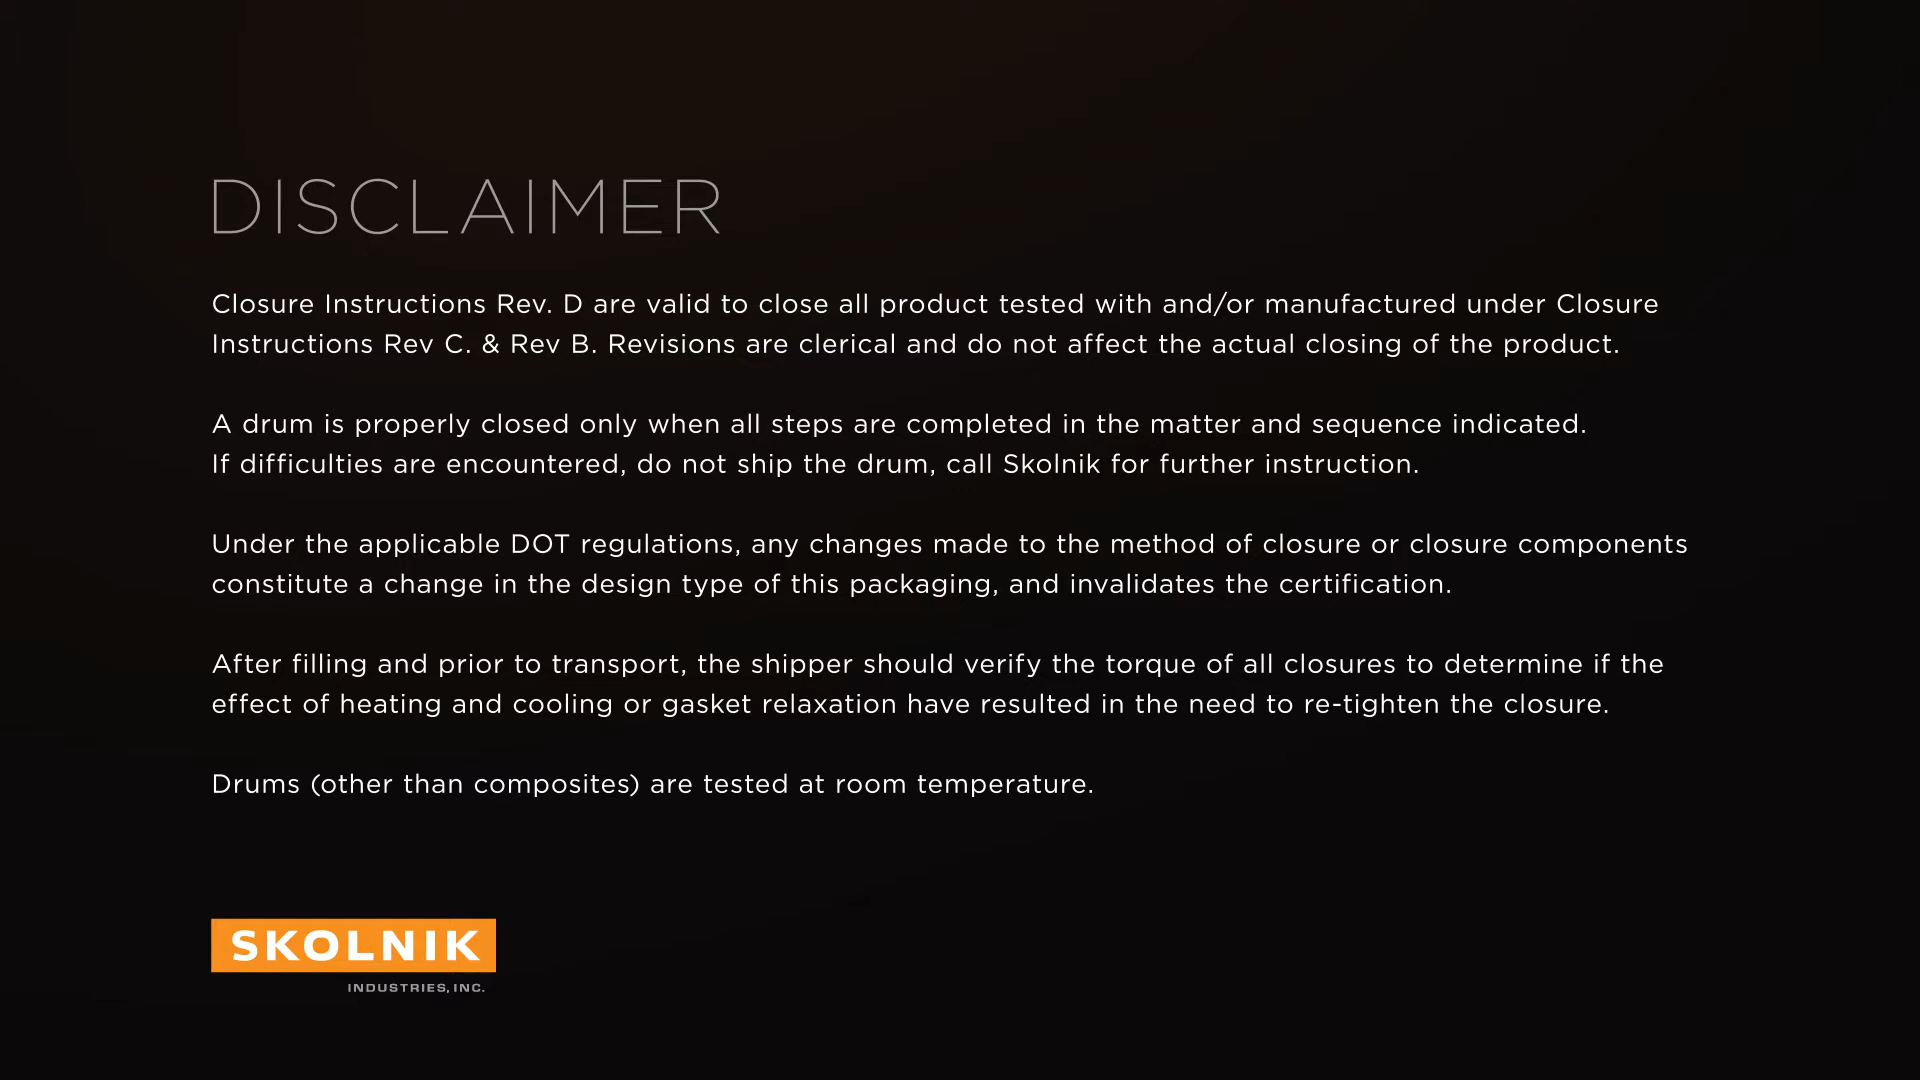 DISCLAIMER
Closure Instructions Rev. D are valid to close all product tested with and/or manufactured under Closure
Instructions Rev C. & Rev B. Revisions are clerical and do not affect the actual closing of the product.
A drum is properly closed only when all steps are completed in the matter and sequence indicated.
If difficulties are encountered, do not ship the drum, call Skolnik for further instruction.
Under the applicable DOT regulations, any changes made to the method of closure or closure components
constitute a change in the design type of this packaging, and invalidates the certification.
After filling and prior to transport, the shipper should verify the torque of all closures to determine if the
effect of heating and cooling or gasket relaxation have resulted in the need to re-tighten the closure.
Drums (other than composites) are tested at room temperature.
SKOLNIK
INDUSTRIES, INC.